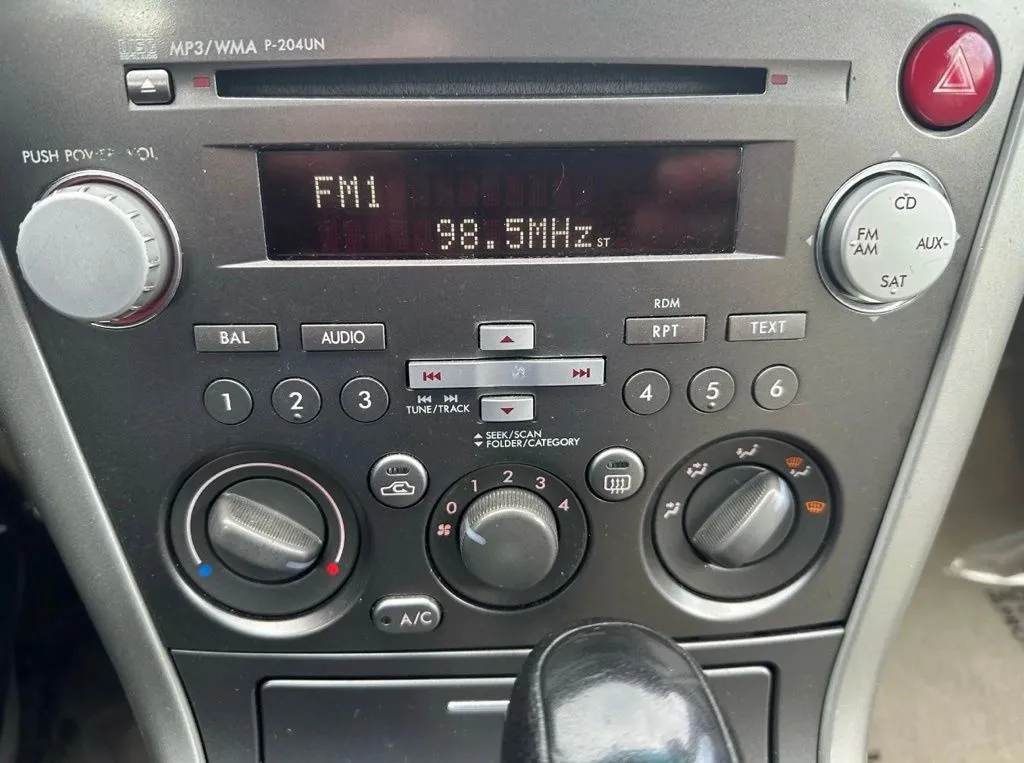 MP3/WMA P-204UN
PUSH POWER VOL
FM1
98.5MHz ST
CD
FM
AM
AUX
SAT
BAL
AUDIO
RDM
RPT
TEXT
1
2
3
4
5
6
TUNE/TRACK
SEEK/SCAN
FOLDER/CATEGORY
0
1
2
3
4
A/C